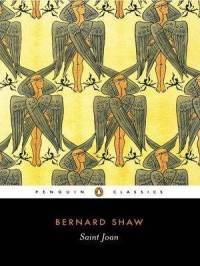 PENGUIN CLASSICS
BERNARD SHAW
Saint Joan